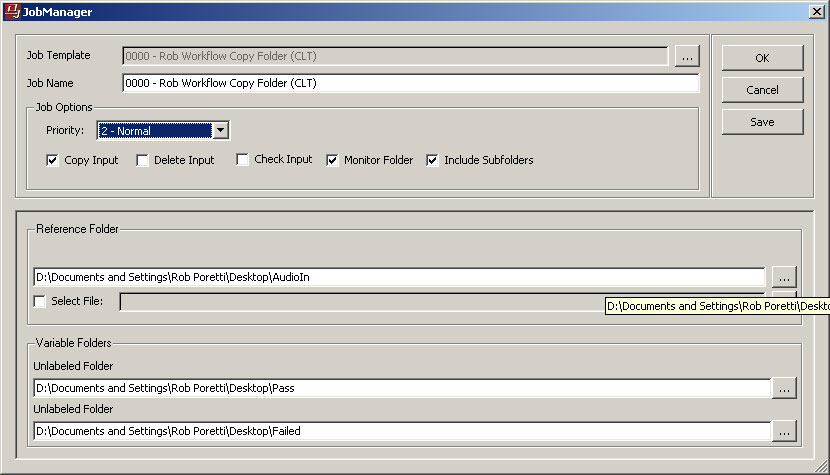 JobManager
Job Template 0000 - Rob Workflow Copy Folder (CLT) ... OK
Job Name 0000 - Rob Workflow Copy Folder (CLT) Cancel
Job Options
Save
Priority: 2 - Normal
Copy Input Delete Input Check Input Monitor Folder Include Subfolders
Reference Folder
D:\Documents and Settings\Rob Poretti\Desktop\AudioIn ...
Select File:
D:\Documents and Settings\Rob Poretti\Deskto
Variable Folders
Unlabeled Folder
D:\Documents and Settings\Rob Poretti\Desktop\Pass ...
Unlabeled Folder
D:\Documents and Settings\Rob Poretti\Desktop\Failed ...